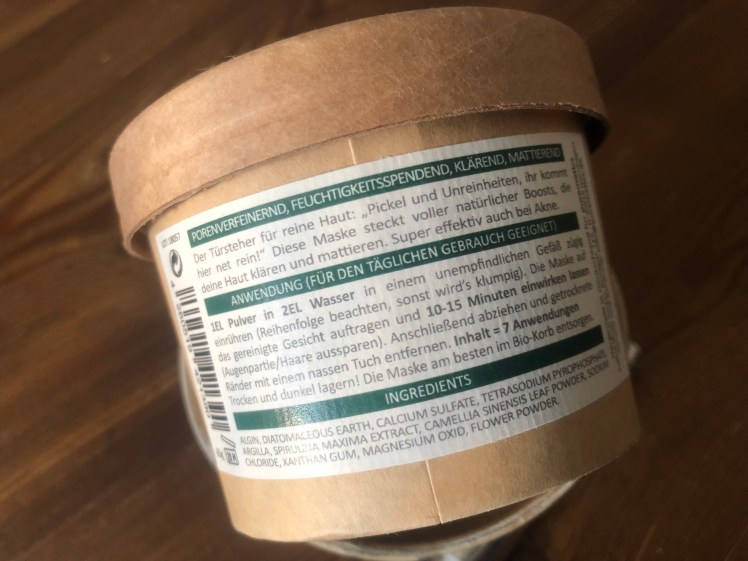 PORENVERFEINERND, FEUCHTIGKEITSSPENDEND, KLÄREND, MATTIEREND
Der Türsteher für reine Haut: „Pickel und Unreinheiten, ihr kommt
hier net rein!“ Diese Maske steckt voller natürlicher Boosts, die
deine Haut klären und mattieren. Super effektiv auch bei Akne.
ANWENDUNG (FÜR DEN TÄGLICHEN GEBRAUCH GEEIGNET)
1EL Pulver in 2EL Wasser in einem unempfindlichen Gefäß zügig
einrühren (Reihenfolge beachten, sonst wird's klumpig). Die Maske auf
das gereinigte Gesicht auftragen und 10-15 Minuten einwirken lassen
(Augenpartie/Haare aussparen). Anschließend abziehen und getrocknete
Ränder mit einem nassen Tuch entfernen. Inhalt = 7 Anwendungen
Trocken und dunkel lagern! Die Maske am besten im Bio-Korb entsorgen.
INGREDIENTS
ALGIN, DIATOMACEOUS EARTH, CALCIUM SULFATE, TETRASODIUM PYROPHOSPHATE,
ARGILLA, SPIRULINA MAXIMA EXTRACT, CAMELLIA SINENSIS LEAF POWDER, SODIUM
CHLORIDE, XANTHAN GUM, MAGNESIUM OXID, FLOWER POWDER.